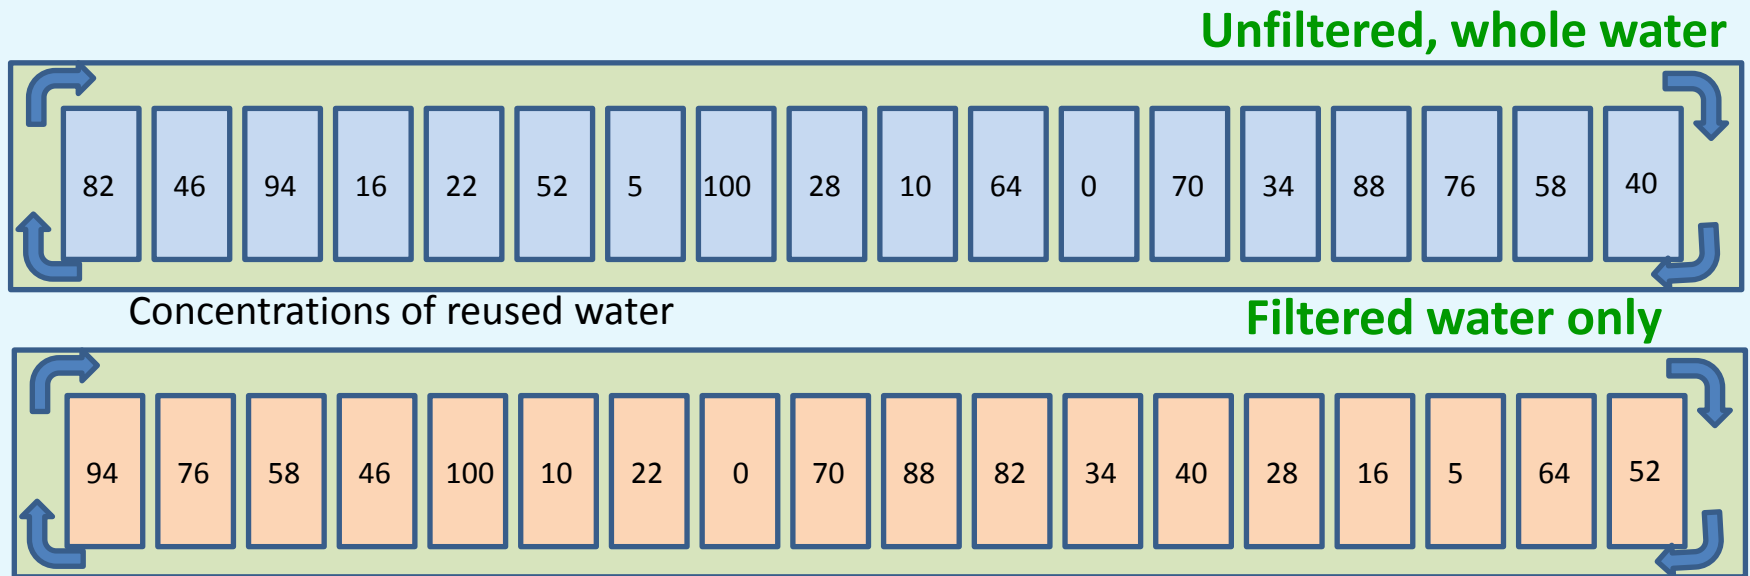 Unfiltered, whole water
82 46 94 16 22 52 5 100 28 10 64 0 70 34 88 76 58 40
Concentrations of reused water
Filtered water only
94 76 58 46 100 10 22 0 70 88 82 34 40 28 16 5 64 52